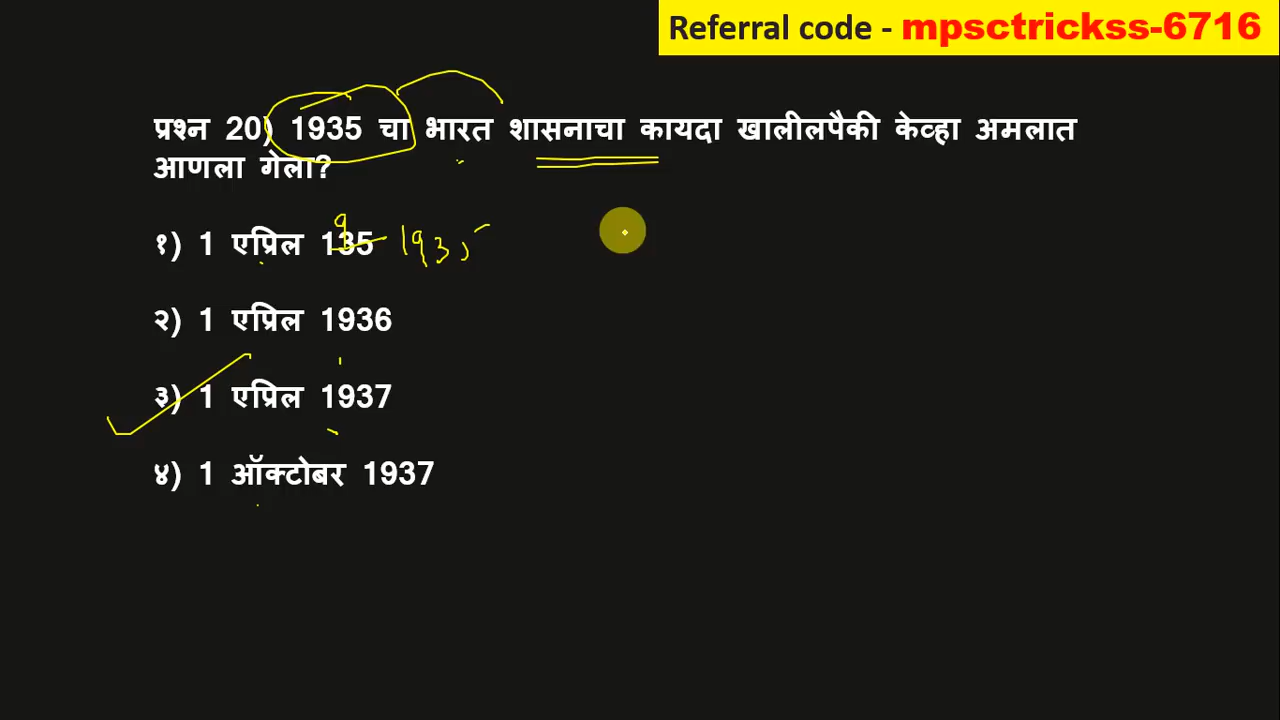 Referral code - mpsctrickss-6716
प्रश्न 20) 1935 चा भारत शासनाचा कायदा खालीलपैकी केव्हा अमलात
आणला गेला?
9
१) 1 एप्रिल 135 1935
२) 1 एप्रिल 1936
३) 1 एप्रिल 1937
४) 1 ऑक्टोबर 1937